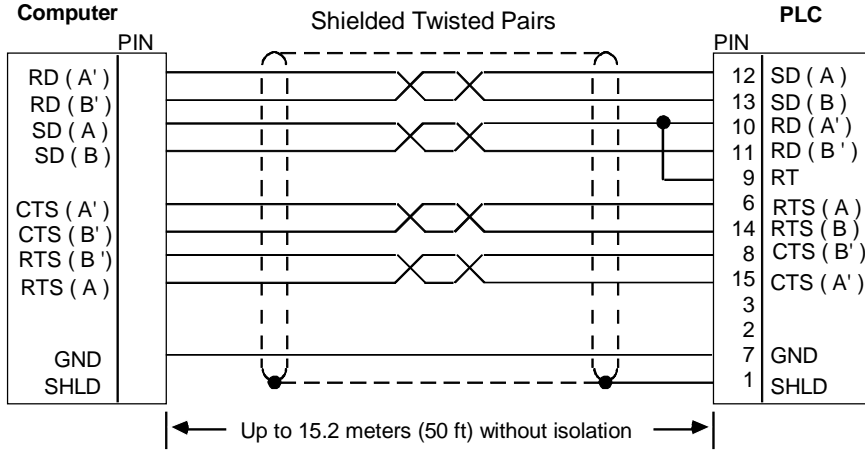 Computer
Shielded Twisted Pairs
PLC
PIN
PIN
RD ( A' )
12 SD ( A )
RD ( B' )
13 SD ( B )
SD ( A )
10 RD ( A' )
SD ( B )
11 RD ( B ' )
9 RT
CTS ( A' )
6 RTS ( A )
CTS ( B' )
14 RTS ( B )
RTS ( B ')
8 CTS ( B' )
RTS ( A )
15 CTS ( A' )
3
2
GND
7 GND
SHLD
1 SHLD
Up to 15.2 meters (50 ft) without isolation